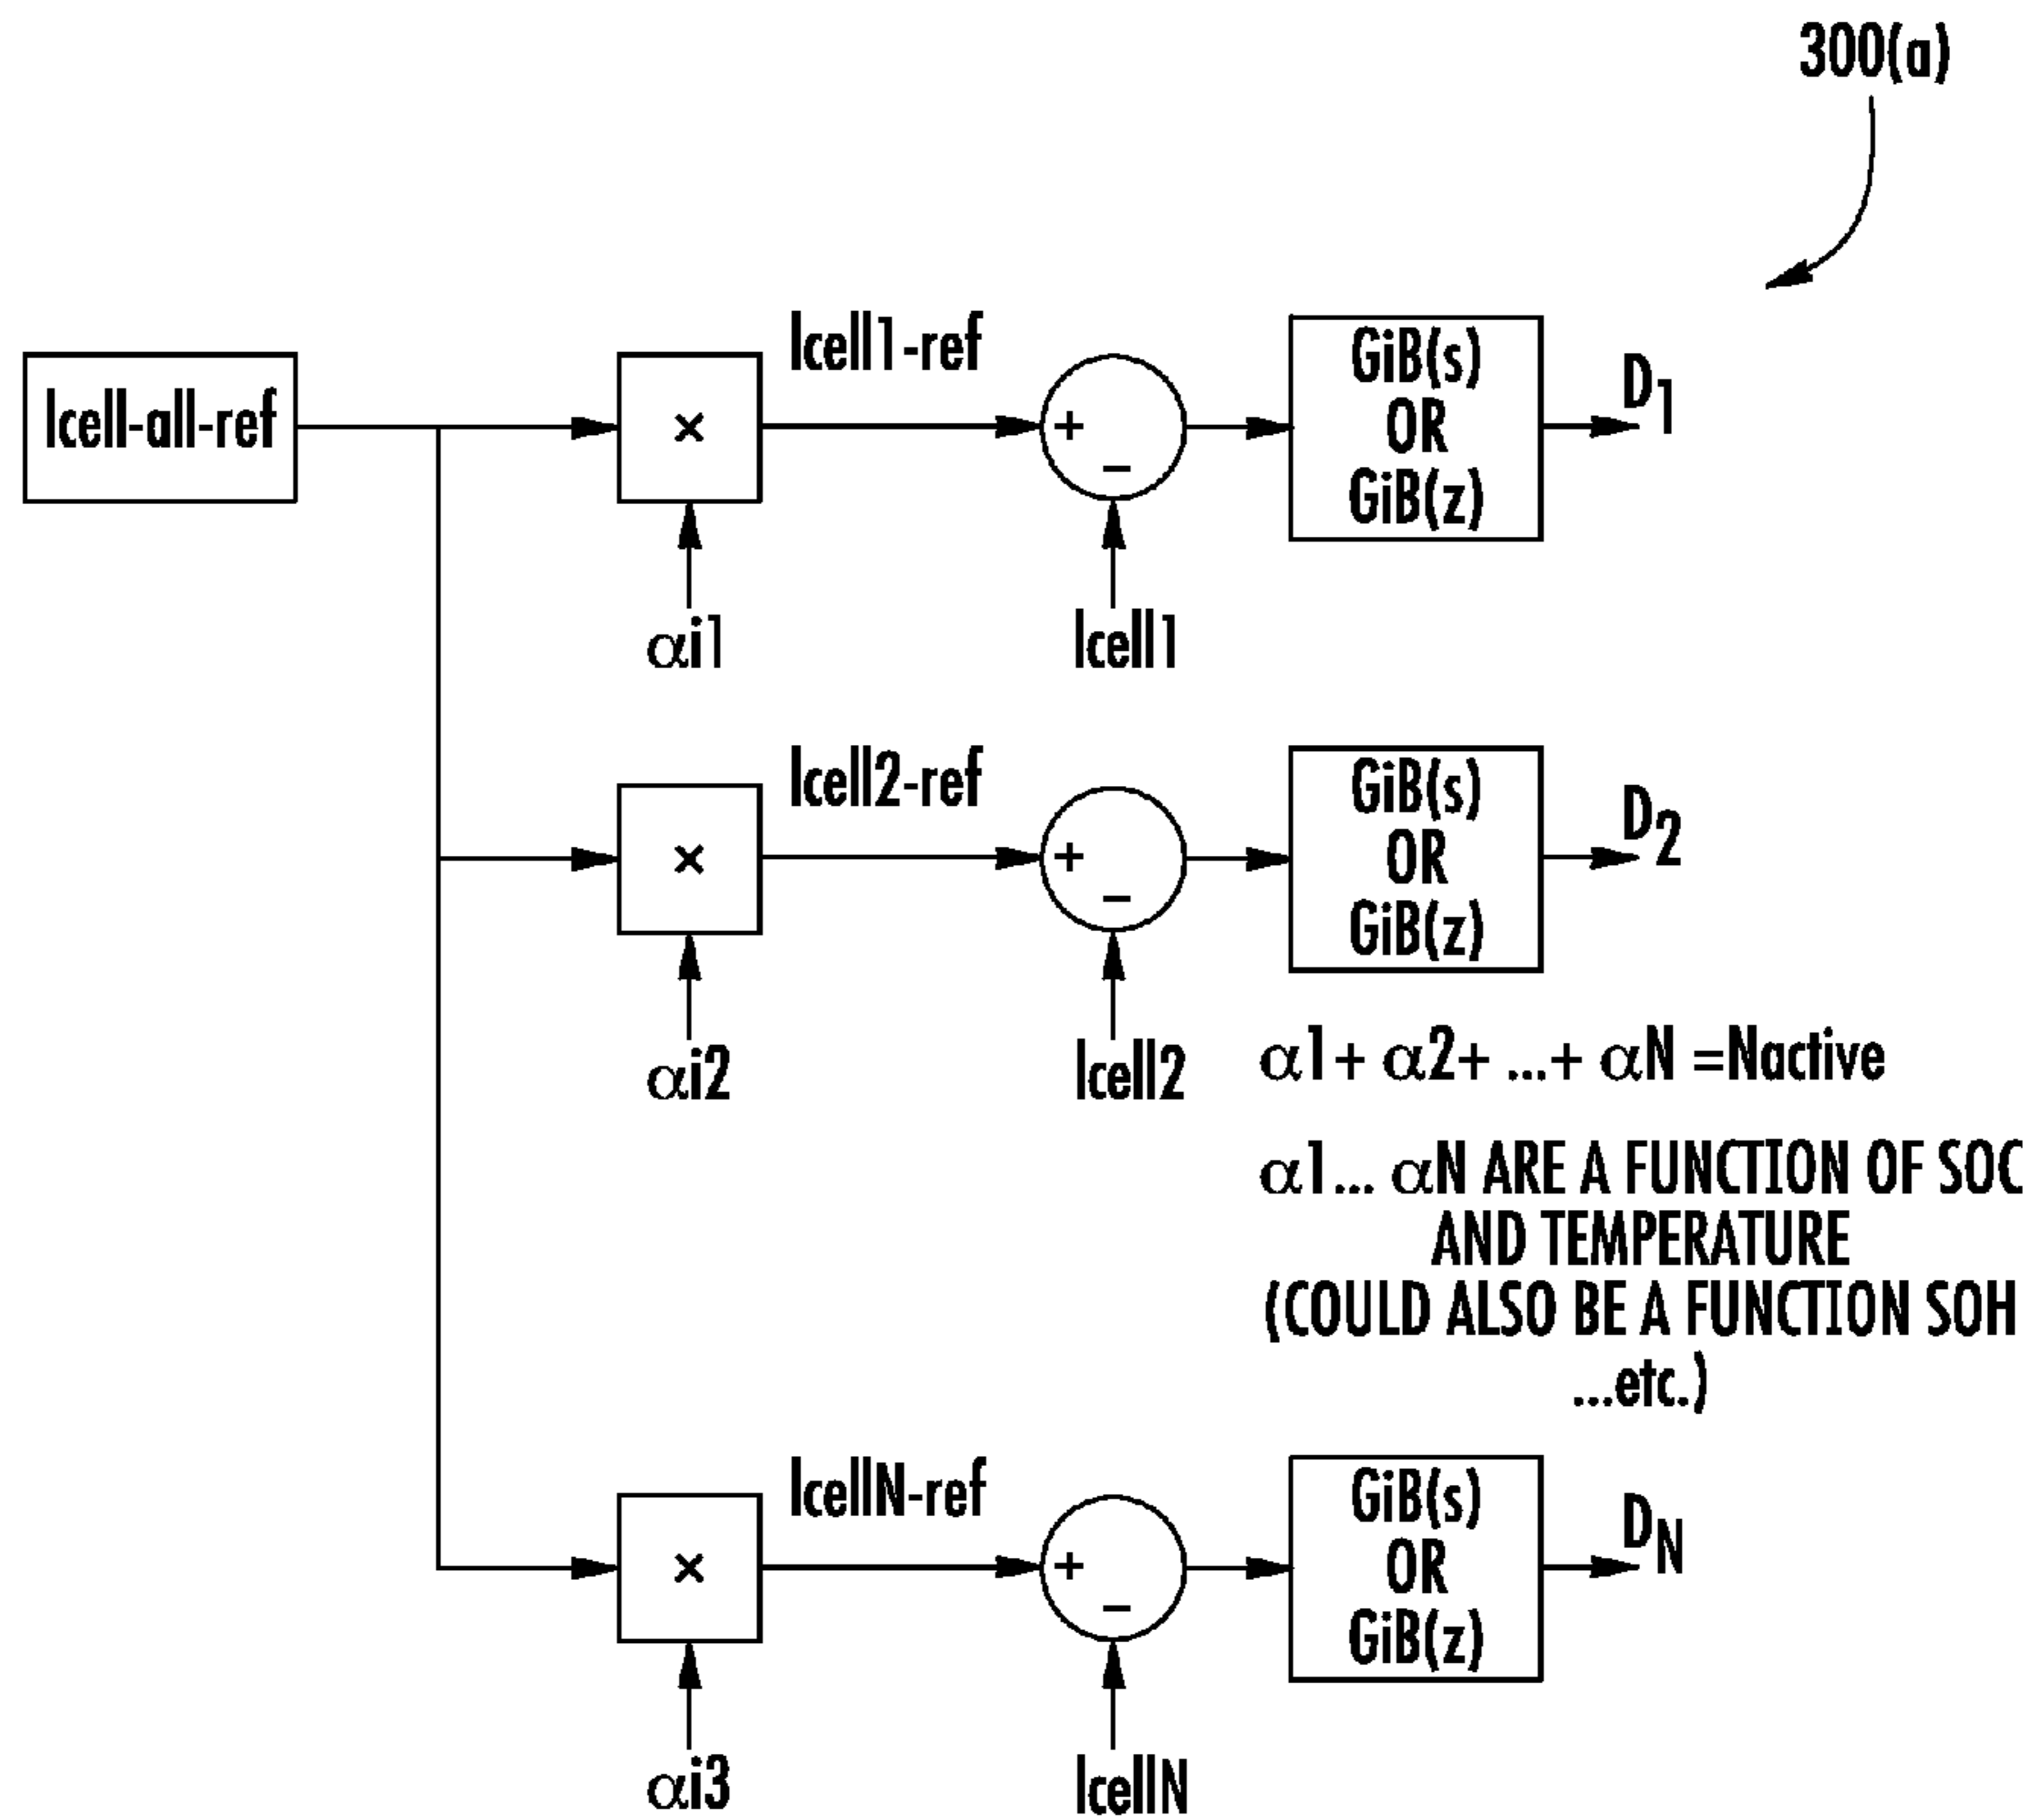 300(a)
Icell-all-ref
×
Icell1-ref
+
−
GiB(s)
OR
GiB(z)
D1
αi1
Icell1
×
Icell2-ref
+
−
GiB(s)
OR
GiB(z)
D2
αi2
Icell2
α1+ α2+ ...+ αN =Nactive
α1... αN ARE A FUNCTION OF SOC
AND TEMPERATURE
(COULD ALSO BE A FUNCTION SOH
...etc.)
×
IcellN-ref
+
−
GiB(s)
OR
GiB(z)
DN
αi3
IcellN